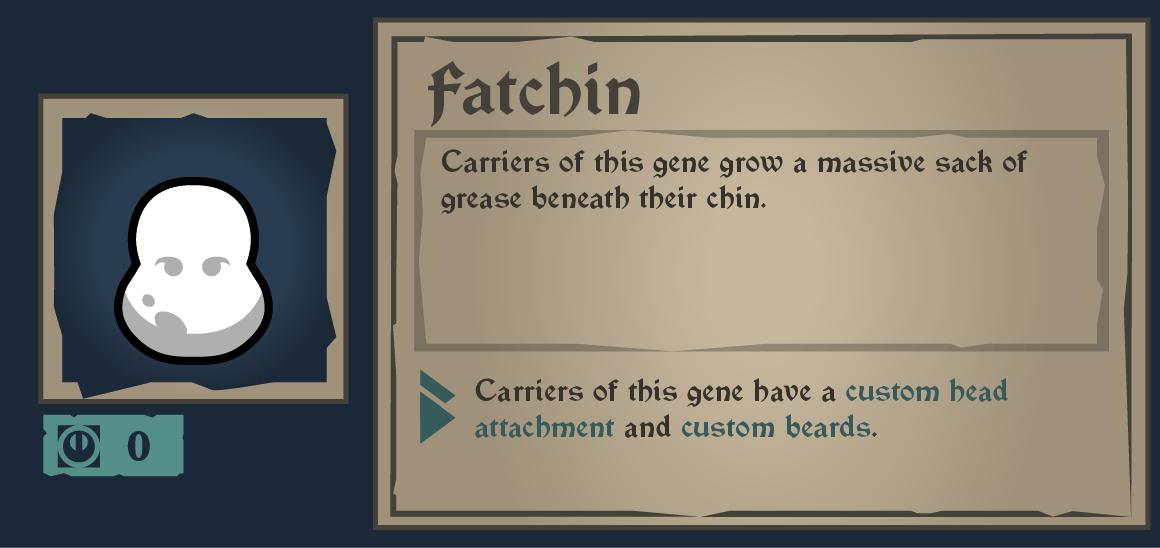 Fatchin
Carriers of this gene grow a massive sack of
grease beneath their chin.
0
Carriers of this gene have a custom head
attachment and custom beards.